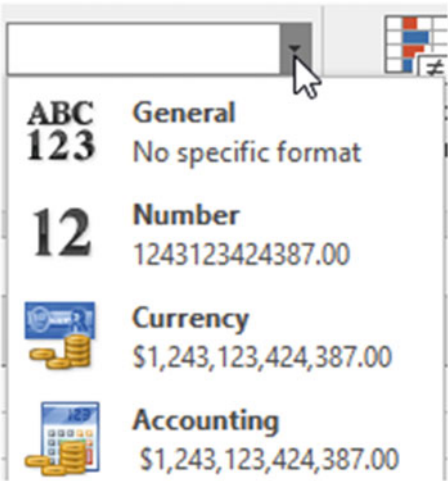 ABC
123
General
No specific format
12
Number
1243123424387.00
Currency
$1,243,123,424,387.00
123
Accounting
$1,243,123,424,387.00